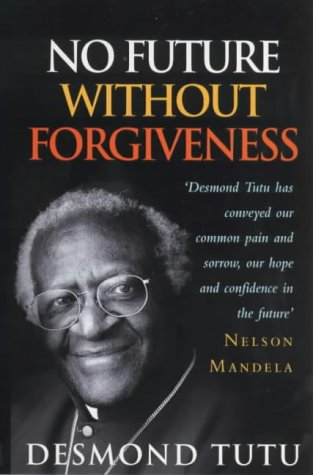 NO FUTURE
WITHOUT
FORGIVENESS
‘Desmond Tutu has
conveyed our
common pain and
sorrow, our hope
and confidence in
the future’
NELSON
MANDELA
DESMOND TUTU